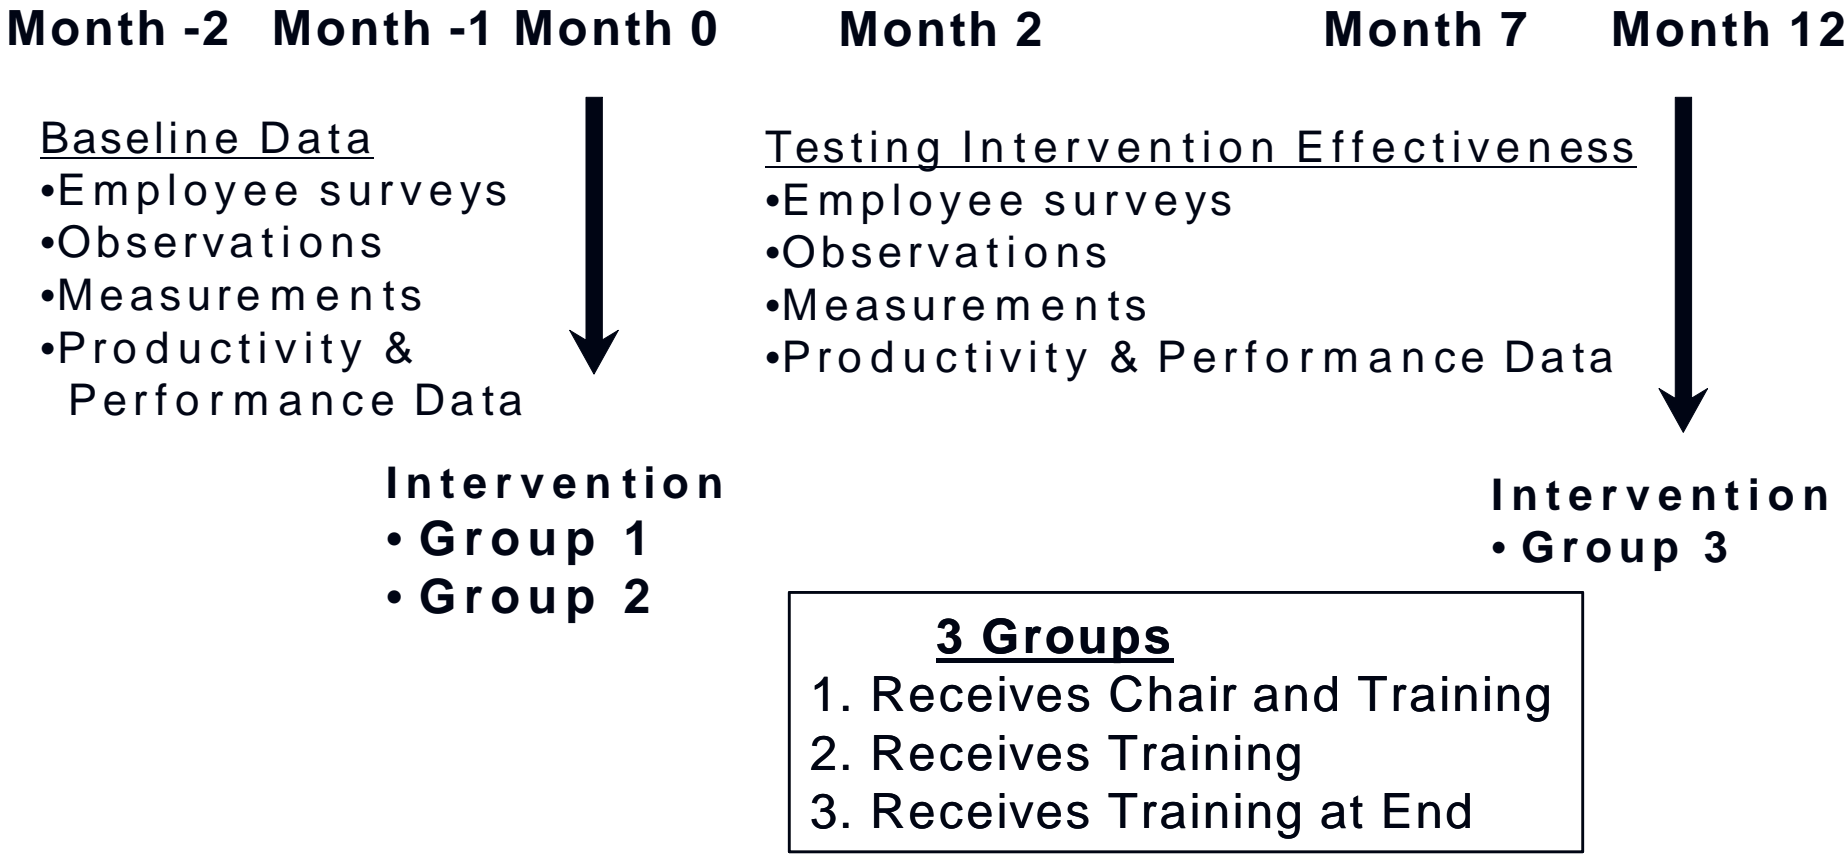 Month -2 Month -1 Month 0 Month 2 Month 7 Month 12
Baseline Data
•Employee surveys
•Observations
•Measurements
•Productivity &
Performance Data
Testing Intervention Effectiveness
•Employee surveys
•Observations
•Measurements
•Productivity & Performance Data
Intervention
• Group 1
• Group 2
Intervention
• Group 3
3 Groups
1. Receives Chair and Training
2. Receives Training
3. Receives Training at End